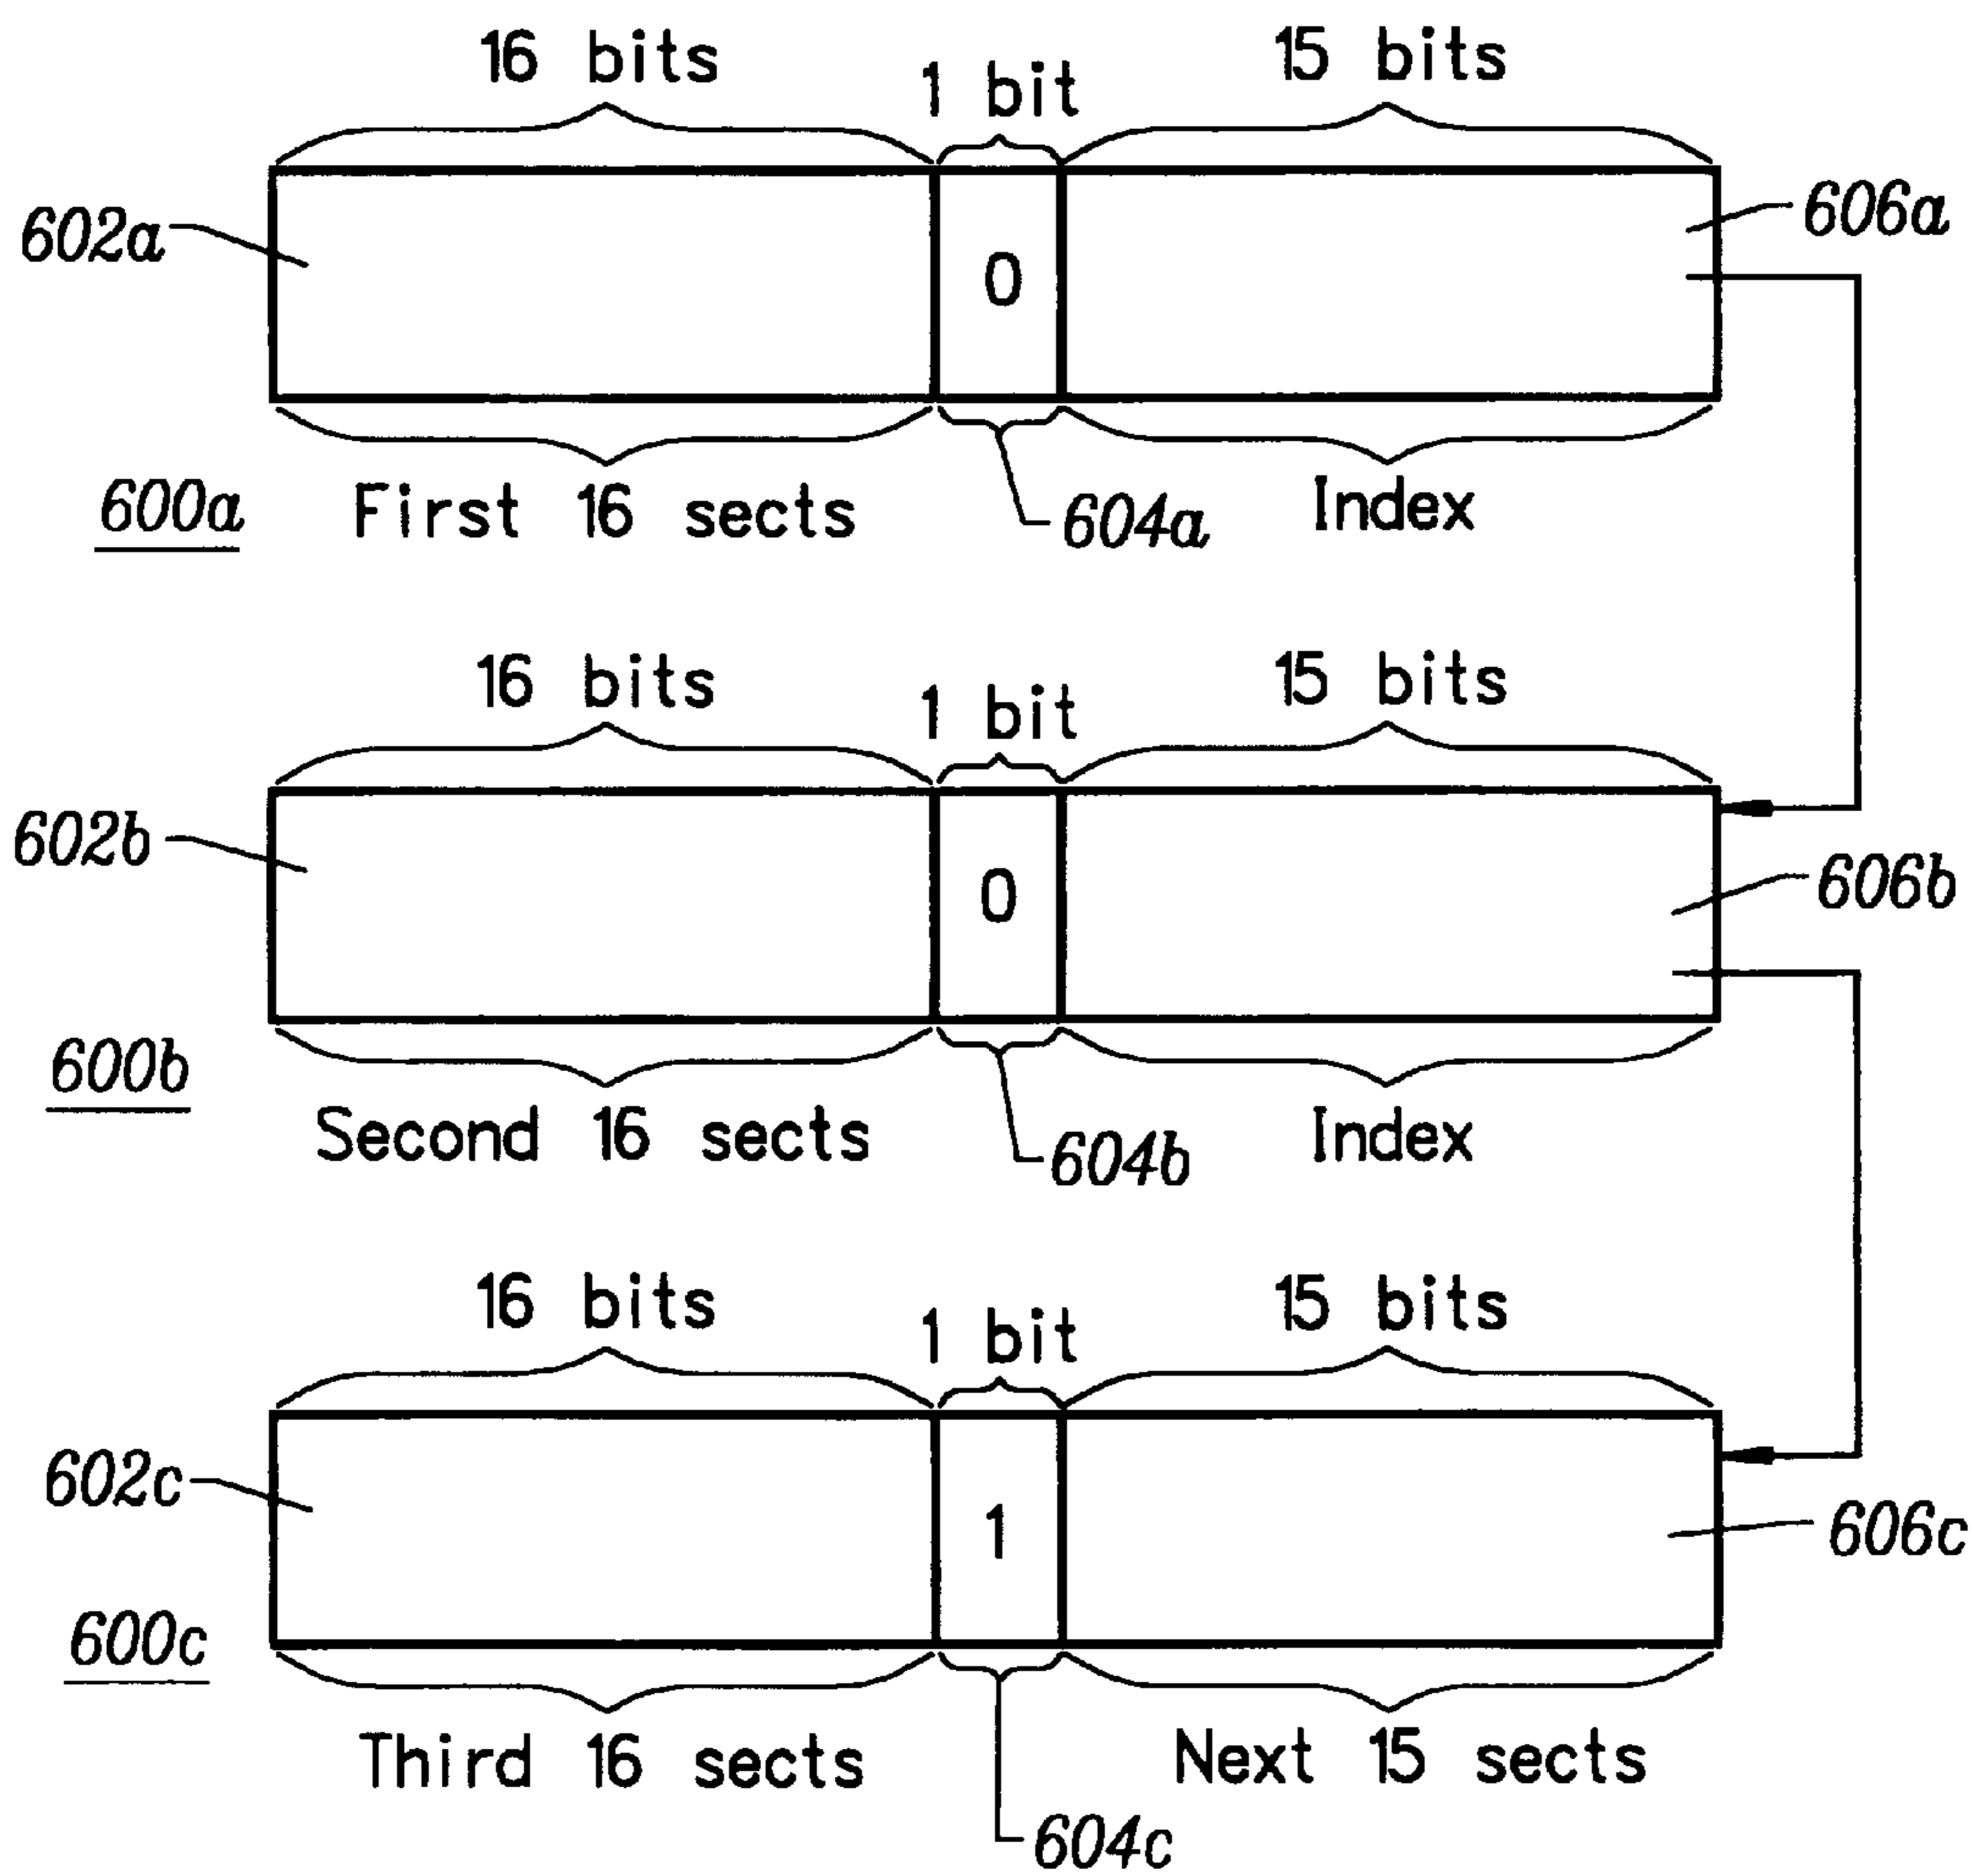 16 bits 1 bit 15 bits
602a 0 606a
600a First 16 sects 604a Index
16 bits 1 bit 15 bits
602b 0 606b
600b Second 16 sects 604b Index
16 bits 1 bit 15 bits
602c 1 606c
600c Third 16 sects Next 15 sects
604c